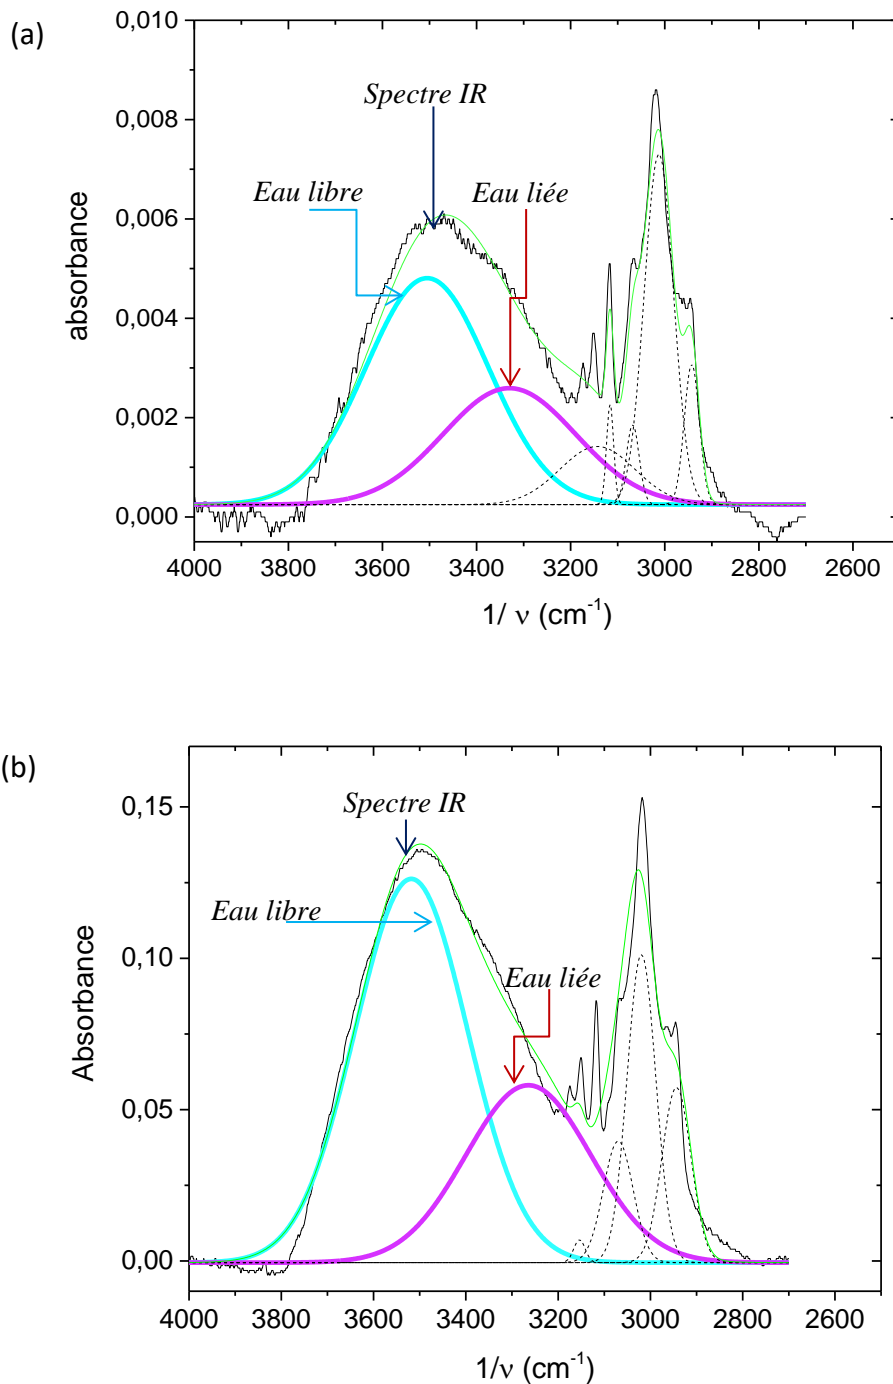 (a)
0,010
0,008
0,006
0,004
0,002
0,000
absorbance
Spectre IR
Eau libre
Eau liée
4000 3800 3600 3400 3200 3000 2800 2600
1/ ν (cm⁻¹)
(b)
0,15
0,10
0,05
0,00
Absorbance
Spectre IR
Eau libre
Eau liée
4000 3800 3600 3400 3200 3000 2800 2600
1/ν (cm⁻¹)